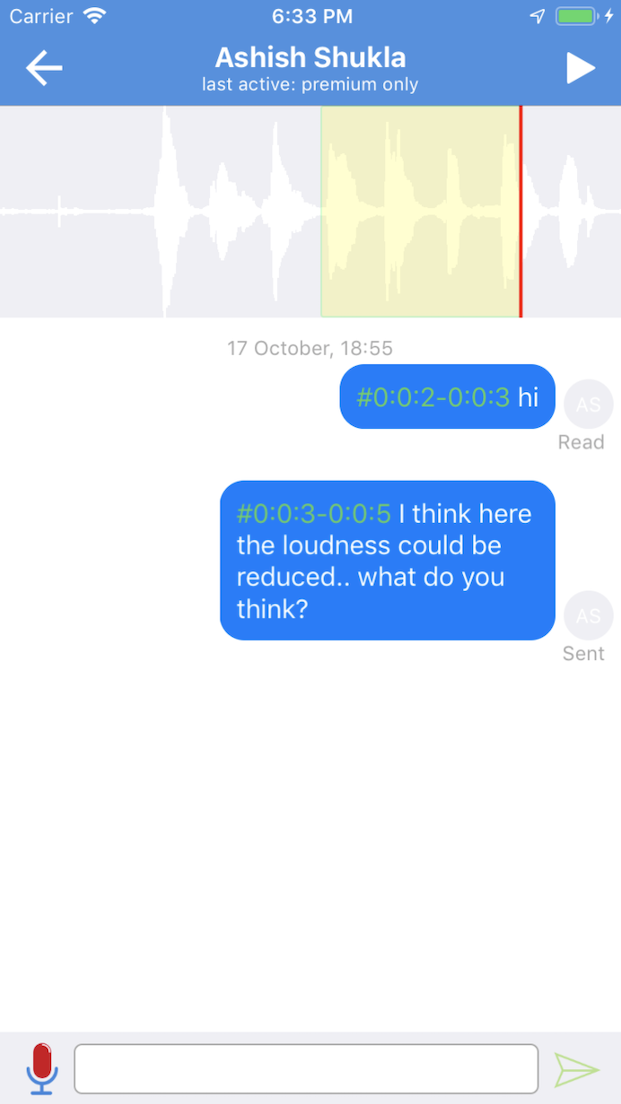 Carrier 6:33 PM
Ashish Shukla
last active: premium only
17 October, 18:55
#0:0:2-0:0:3 hi
AS
Read
#0:0:3-0:0:5 I think here
the loudness could be
reduced.. what do you
think?
AS
Sent